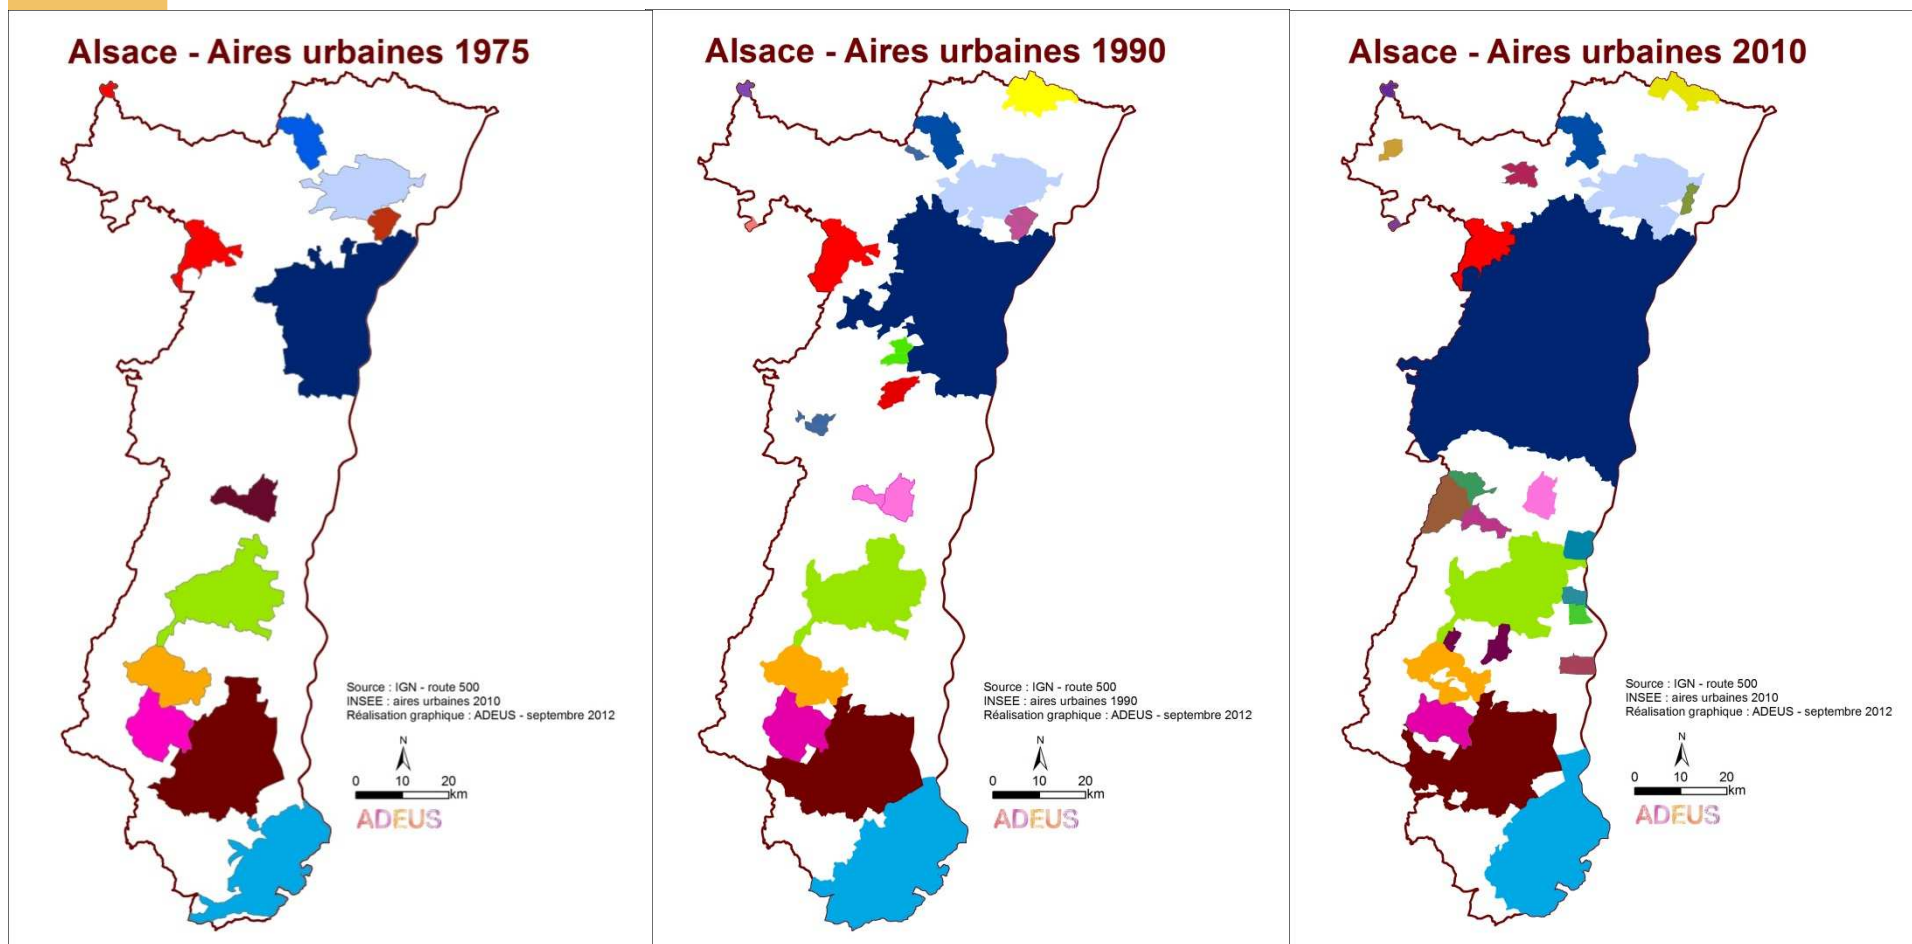 Alsace - Aires urbaines 1975
Source : IGN - route 500
INSEE : aires urbaines 2010
Réalisation graphique : ADEUS - septembre 2012
N
0 10 20
km
ADEUS
Alsace - Aires urbaines 1990
Source : IGN - route 500
INSEE : aires urbaines 1990
Réalisation graphique : ADEUS - septembre 2012
N
0 10 20
km
ADEUS
Alsace - Aires urbaines 2010
Source : IGN - route 500
INSEE : aires urbaines 2010
Réalisation graphique : ADEUS - septembre 2012
N
0 10 20
km
ADEUS